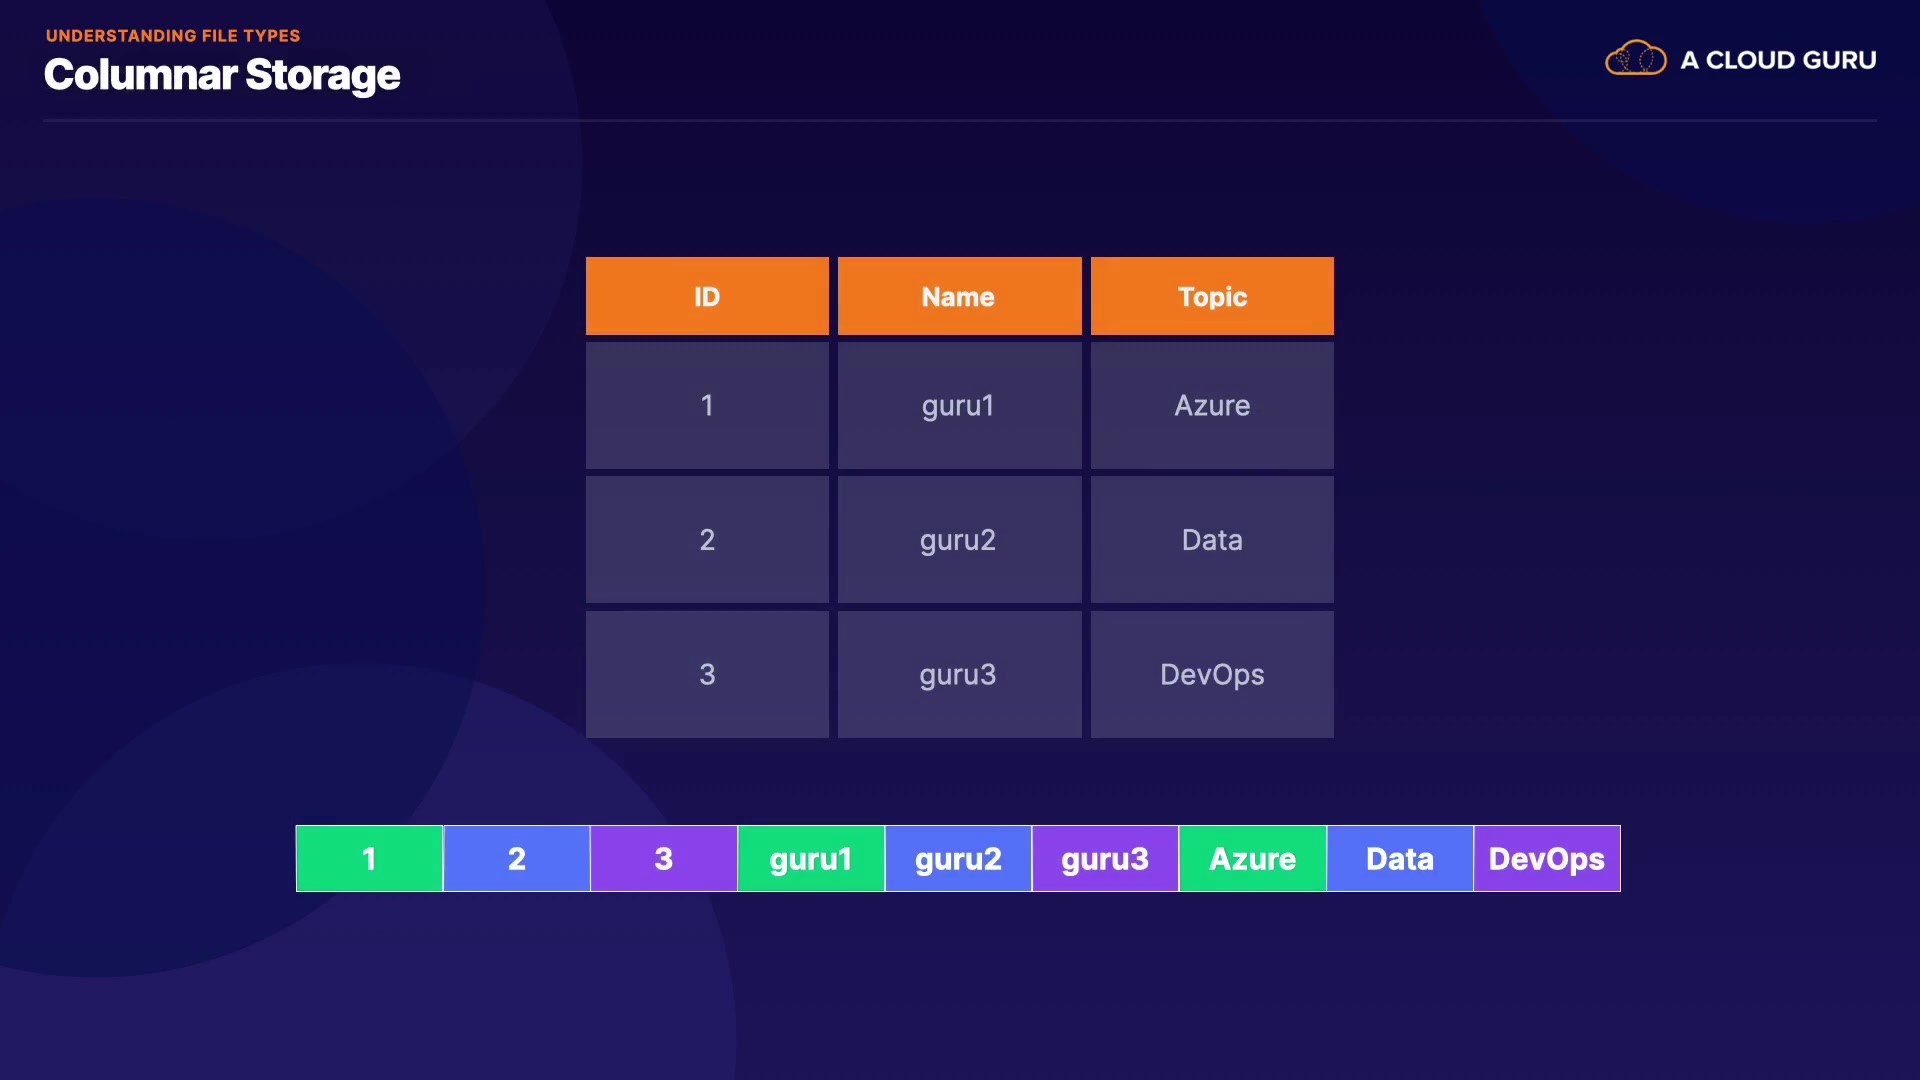 UNDERSTANDING FILE TYPES
Columnar Storage
A CLOUD GURU
ID Name Topic
1 guru1 Azure
2 guru2 Data
3 guru3 DevOps
1 2 3 guru1 guru2 guru3 Azure Data DevOps